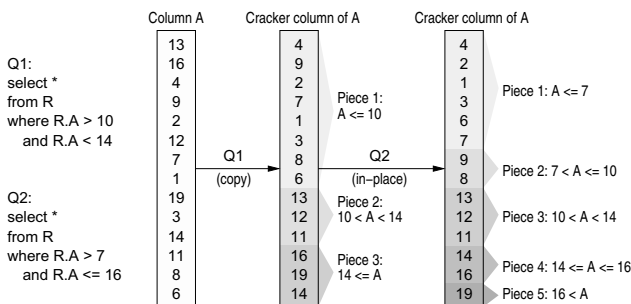 Column A
Cracker column of A
Cracker column of A
Q1:
select *
from R
where R.A > 10
and R.A < 14
Q2:
select *
from R
where R.A > 7
and R.A <= 16
13
16
4
9
2
12
7
1
19
3
14
11
8
6
Q1
(copy)
4
9
2
7
1
3
8
6
13
12
11
16
19
14
Piece 1:
A <= 10
Piece 2:
10 < A < 14
Piece 3:
14 <= A
Q2
(in−place)
4
2
1
3
6
7
9
8
13
12
11
14
16
19
Piece 1: A <= 7
Piece 2: 7 < A <= 10
Piece 3: 10 < A < 14
Piece 4: 14 <= A <= 16
Piece 5: 16 < A